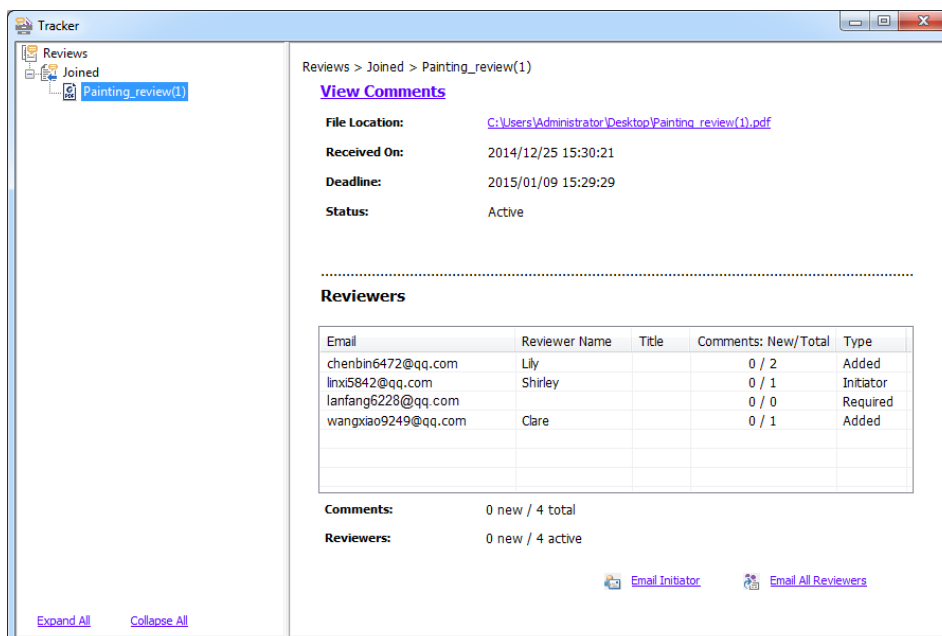 Tracker
Reviews
Joined
Painting_review(1)
Expand All Collapse All
Reviews > Joined > Painting_review(1)
View Comments
File Location: C:\Users\Administrator\Desktop\Painting_review(1).pdf
Received On: 2014/12/25 15:30:21
Deadline: 2015/01/09 15:29:29
Status: Active
Reviewers
Email Reviewer Name Title Comments: New/Total Type
chenbin6472@qq.com Lily 0 / 2 Added
linxi5842@qq.com Shirley 0 / 1 Initiator
lanfang6228@qq.com 0 / 0 Required
wangxiao9249@qq.com Clare 0 / 1 Added
Comments: 0 new / 4 total
Reviewers: 0 new / 4 active
Email Initiator Email All Reviewers